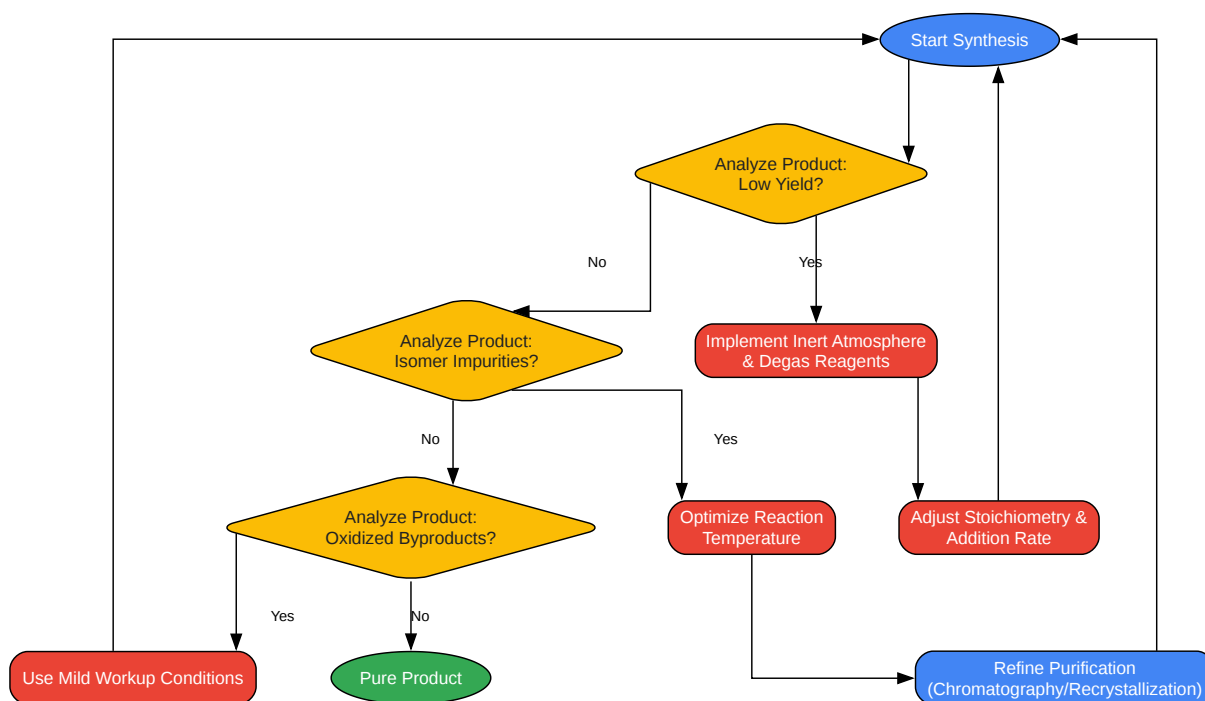 Start Synthesis
Analyze Product:
Low Yield?
No
Yes
Analyze Product:
Isomer Impurities?
Implement Inert Atmosphere
& Degas Reagents
No
Yes
Analyze Product:
Oxidized Byproducts?
Optimize Reaction
Temperature
Adjust Stoichiometry &
Addition Rate
Yes
No
Use Mild Workup Conditions
Pure Product
Refine Purification
(Chromatography/Recrystallization)